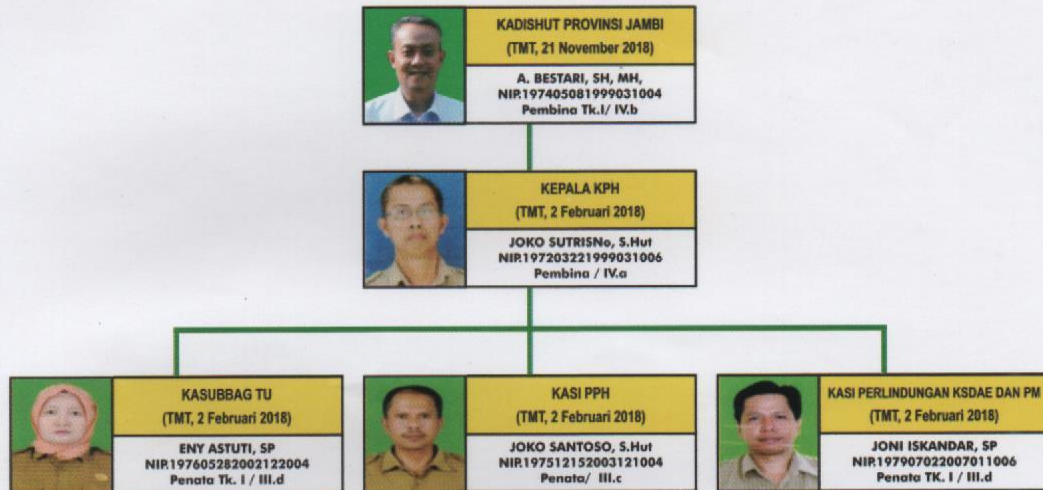 KADISHUT PROVINSI JAMBI
(TMT, 21 November 2018)
A. BESTARI, SH, MH,
NIP.197405081999031004
Pembina Tk.I/ IV.b
KEPALA KPH
(TMT, 2 Februari 2018)
JOKO SUTRISNo, S.Hut
NIP.197203221999031006
Pembina / IV.a
KASUBBAG TU
(TMT, 2 Februari 2018)
ENY ASTUTI, SP
NIP.197605282002122004
Penata Tk. I / III.d
KASI PPH
(TMT, 2 Februari 2018)
JOKO SANTOSO, S.Hut
NIP.197512152003121004
Penata/ III.c
KASI PERLINDUNGAN KSDAE DAN PM
(TMT, 2 Februari 2018)
JONI ISKANDAR, SP
NIP.197907022007011006
Penata Tk. I / III.d